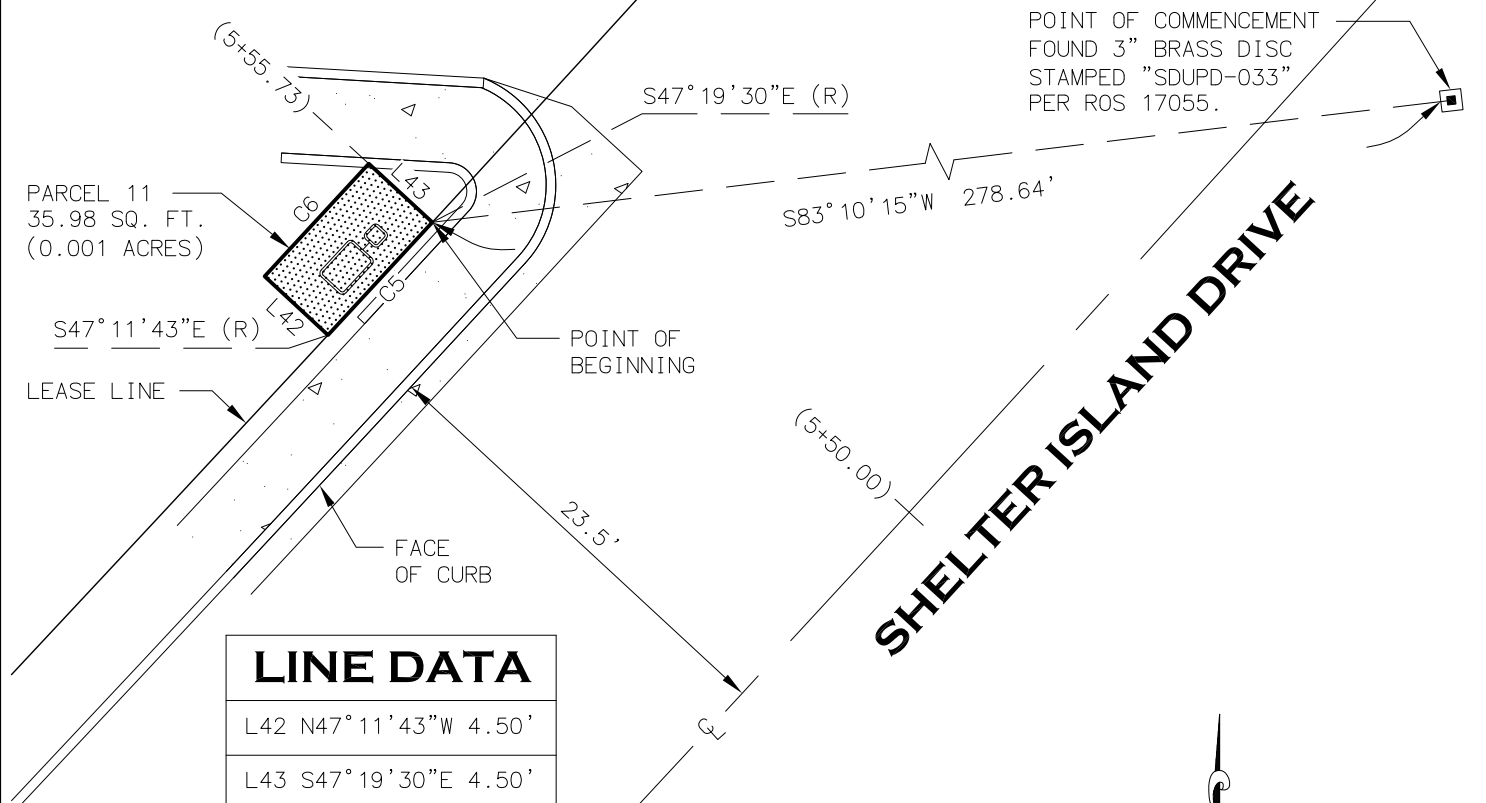 POINT OF COMMENCEMENT
FOUND 3" BRASS DISC
STAMPED "SDUPD-033"
PER ROS 17055.
(5+55.73)
S47°19'30"E (R)
PARCEL 11
35.98 SQ. FT.
(0.001 ACRES)
C6
L43
S83°10'15"W 278.64'
C5
L42
S47°11'43"E (R)
POINT OF
BEGINNING
LEASE LINE
(5+50.00)
SHELTER ISLAND DRIVE
23.5'
FACE
OF CURB
LINE DATA
L42 N47°11'43"W 4.50'
L43 S47°19'30"E 4.50'
℄